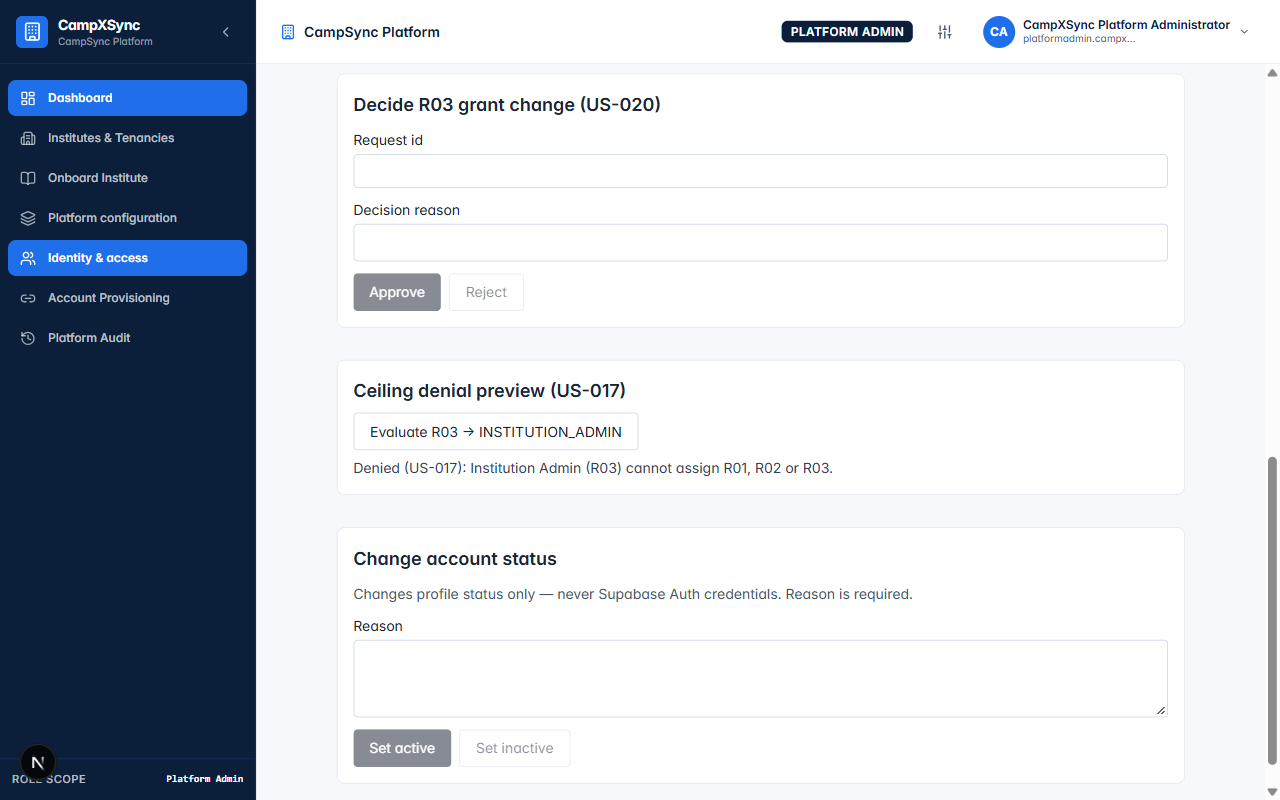 CampXSync
CampSync Platform
Dashboard
Institutes & Tenancies
Onboard Institute
Platform configuration
Identity & access
Account Provisioning
Platform Audit
N
ROLE SCOPE
Platform Admin
CampSync Platform
PLATFORM ADMIN
CA
CampXSync Platform Administrator
platformadmin.campx...
Decide R03 grant change (US-020)
Request id
Decision reason
Approve
Reject
Ceiling denial preview (US-017)
Evaluate R03 → INSTITUTION_ADMIN
Denied (US-017): Institution Admin (R03) cannot assign R01, R02 or R03.
Change account status
Changes profile status only — never Supabase Auth credentials. Reason is required.
Reason
Set active
Set inactive